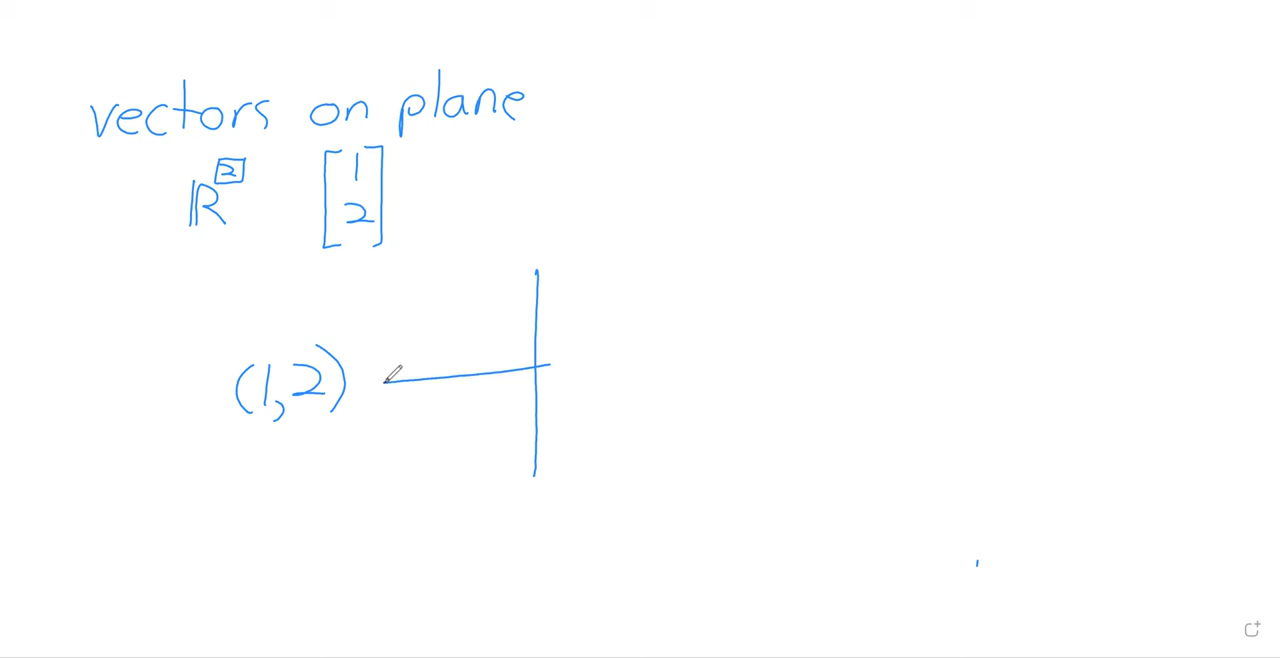 vectors on plane
ℝ² [1
2]
(1,2)